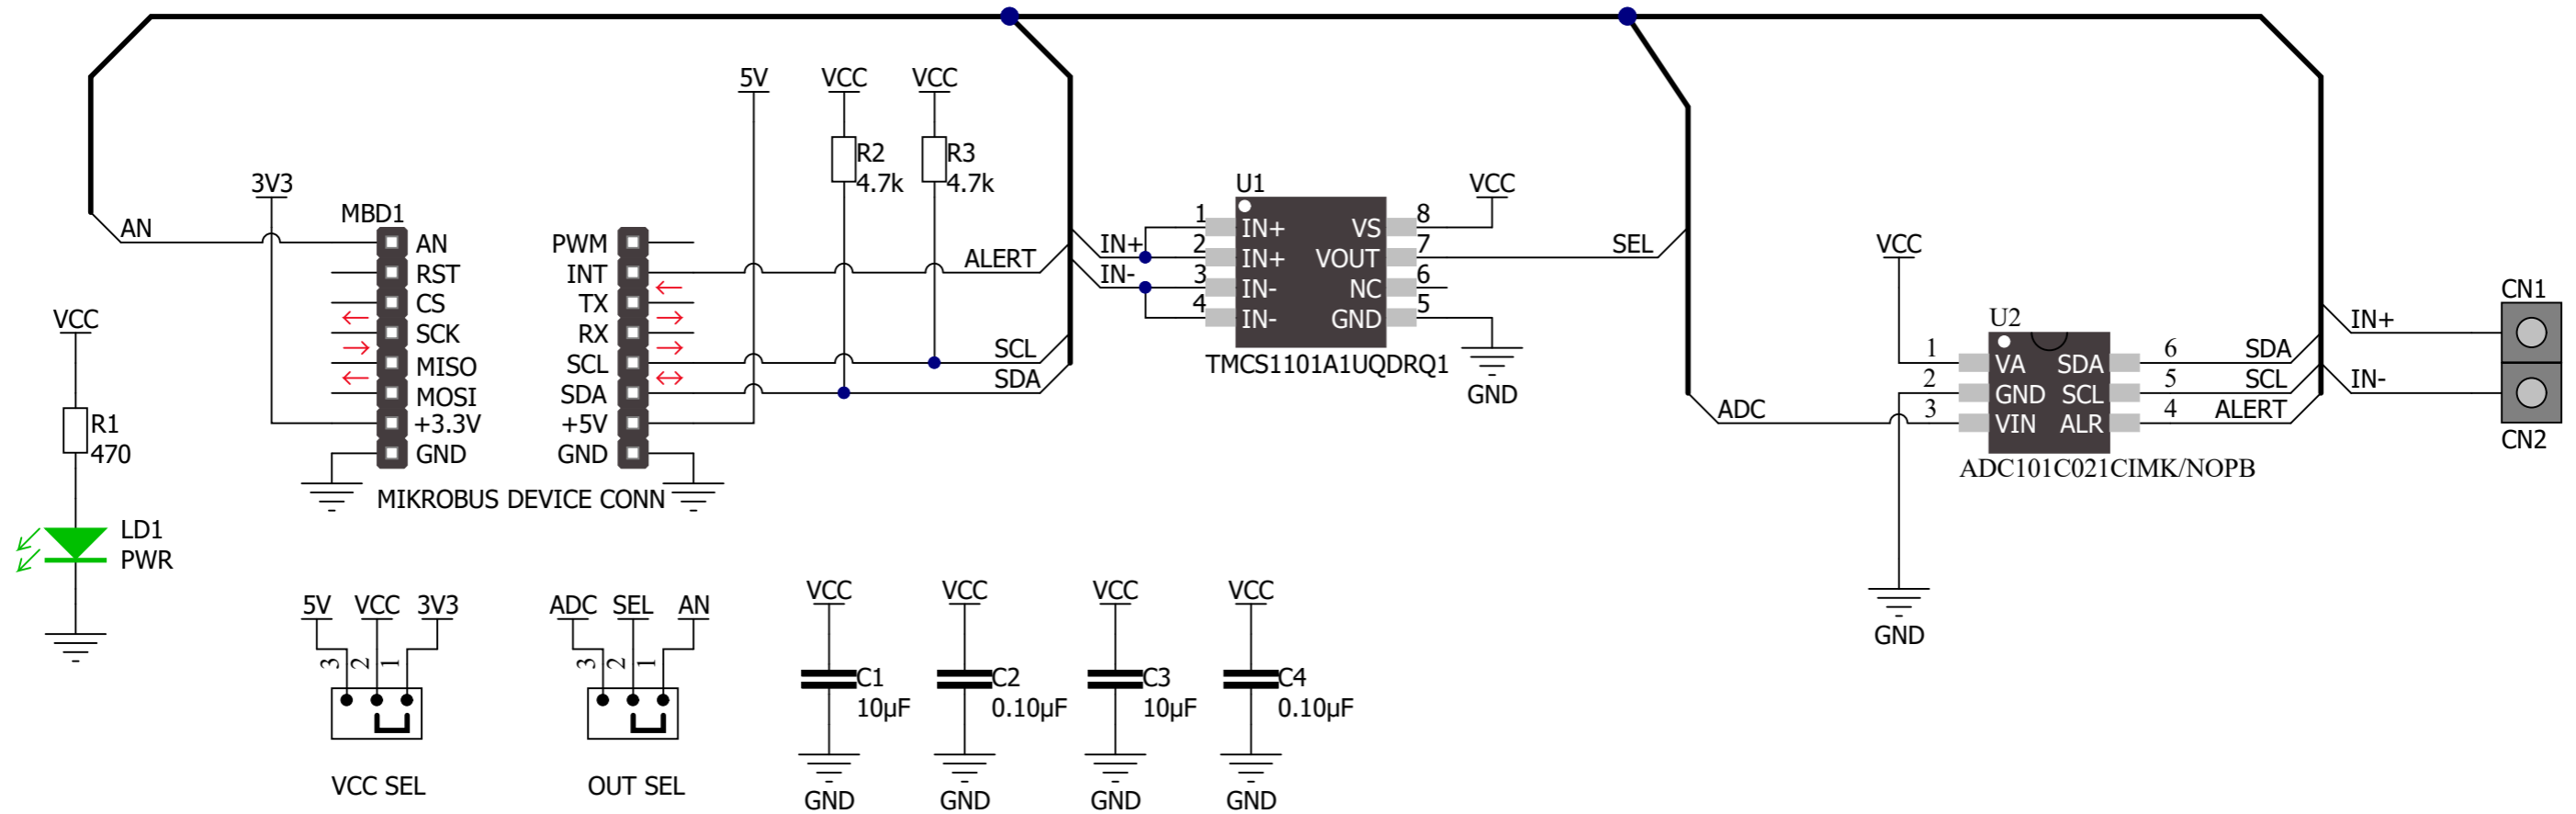 5V
VCC
VCC
R2
4.7k
R3
4.7k
3V3
MBD1
AN
AN
RST
CS
SCK
MISO
MOSI
+3.3V
GND
PWM
INT
TX
RX
SCL
SDA
+5V
GND
MIKROBUS DEVICE CONN
ALERT
SCL
SDA
VCC
R1
470
LD1
PWR
IN+
IN-
U1
1
2
3
4
IN+
IN+
IN-
IN-
VS
VOUT
NC
GND
8
7
6
5
TMCS1101A1UQDRQ1
VCC
GND
SEL
ADC
VCC
U2
1
2
3
VA
GND
VIN
SDA
SCL
ALR
6
5
4
SDA
SCL
ALERT
ADC101C021CIMK/NOPB
GND
IN+
IN-
CN1
CN2
5V VCC 3V3
3 2 1
VCC SEL
ADC SEL AN
3 2 1
OUT SEL
VCC
C1
10µF
GND
VCC
C2
0.10µF
GND
VCC
C3
10µF
GND
VCC
C4
0.10µF
GND